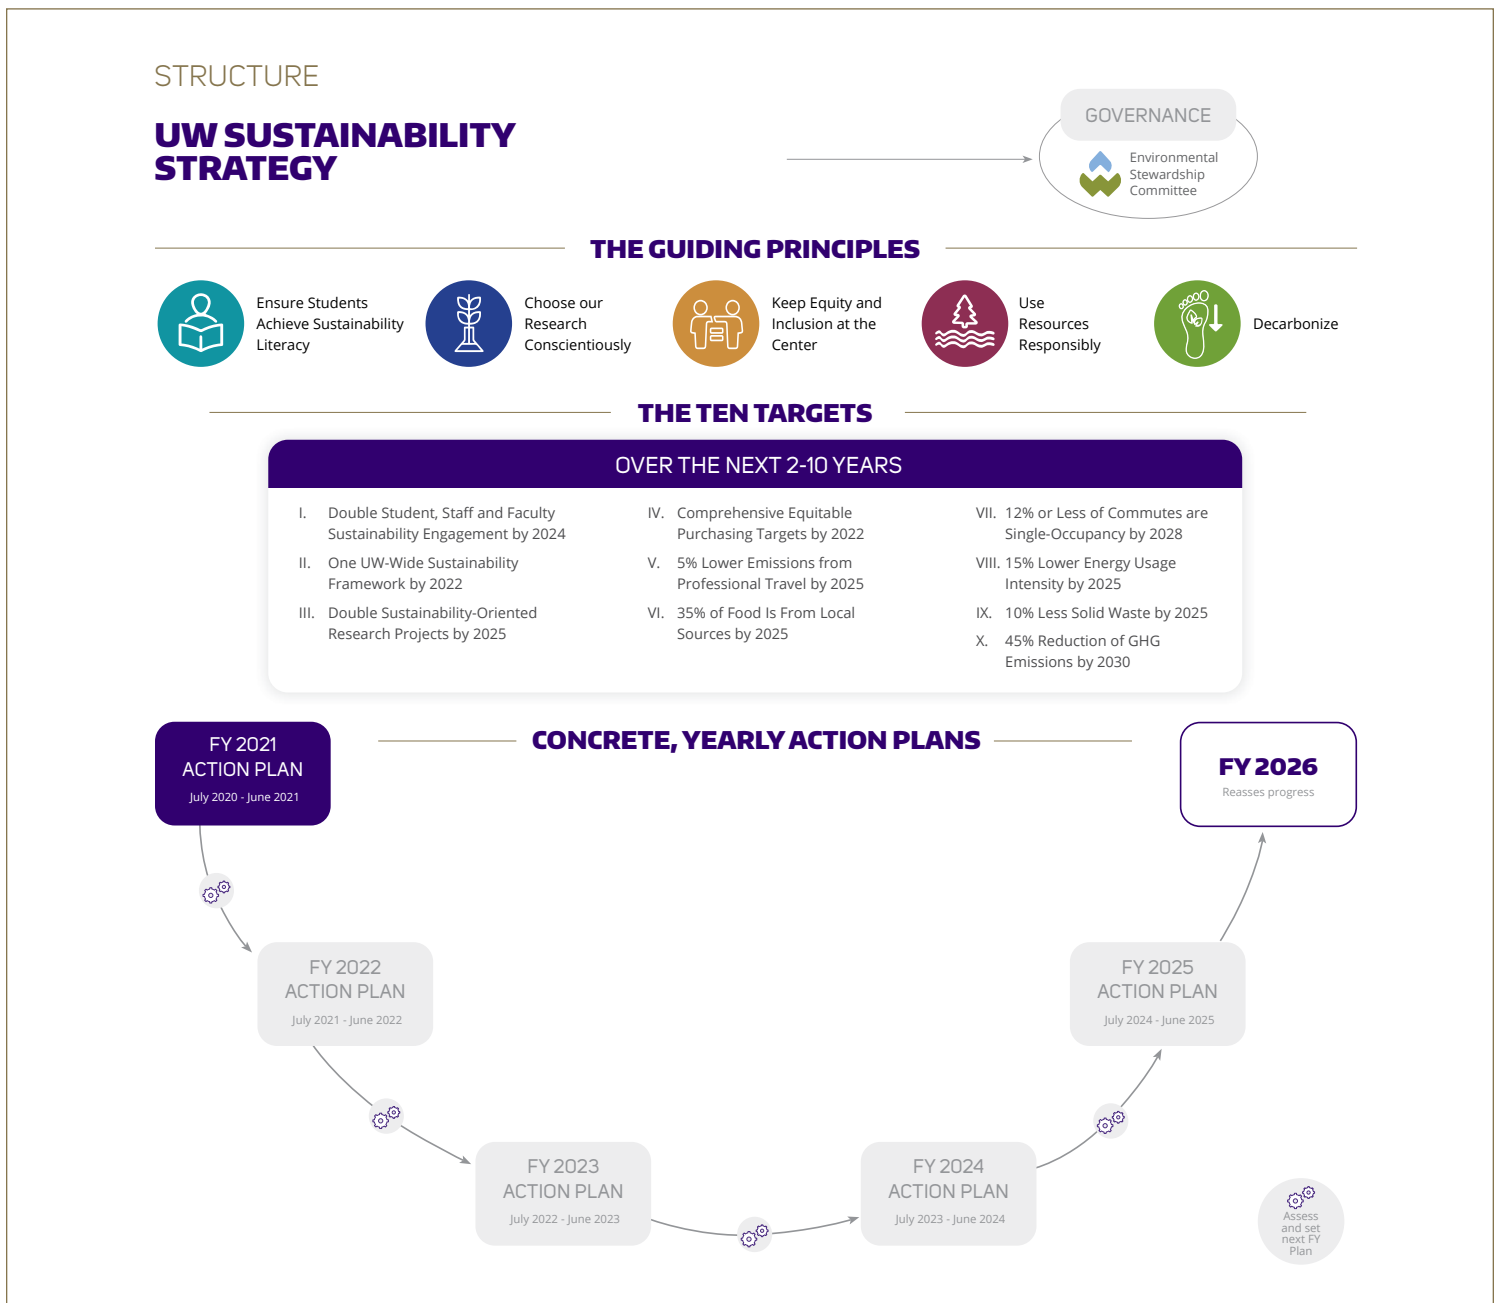 STRUCTURE
UW SUSTAINABILITY
STRATEGY
GOVERNANCE
Environmental
Stewardship
Committee
THE GUIDING PRINCIPLES
Ensure Students
Achieve Sustainability
Literacy
Choose our
Research
Conscientiously
Keep Equity and
Inclusion at the
Center
Use
Resources
Responsibly
Decarbonize
THE TEN TARGETS
OVER THE NEXT 2-10 YEARS
I. Double Student, Staff and Faculty
Sustainability Engagement by 2024
II. One UW-Wide Sustainability
Framework by 2022
III. Double Sustainability-Oriented
Research Projects by 2025
IV. Comprehensive Equitable
Purchasing Targets by 2022
V. 5% Lower Emissions from
Professional Travel by 2025
VI. 35% of Food Is From Local
Sources by 2025
VII. 12% or Less of Commutes are
Single-Occupancy by 2028
VIII. 15% Lower Energy Usage
Intensity by 2025
IX. 10% Less Solid Waste by 2025
X. 45% Reduction of GHG
Emissions by 2030
CONCRETE, YEARLY ACTION PLANS
FY 2021
ACTION PLAN
July 2020 - June 2021
FY 2022
ACTION PLAN
July 2021 - June 2022
FY 2023
ACTION PLAN
July 2022 - June 2023
FY 2024
ACTION PLAN
July 2023 - June 2024
FY 2025
ACTION PLAN
July 2024 - June 2025
FY 2026
Reasses progress
Assess
and set
next FY
Plan